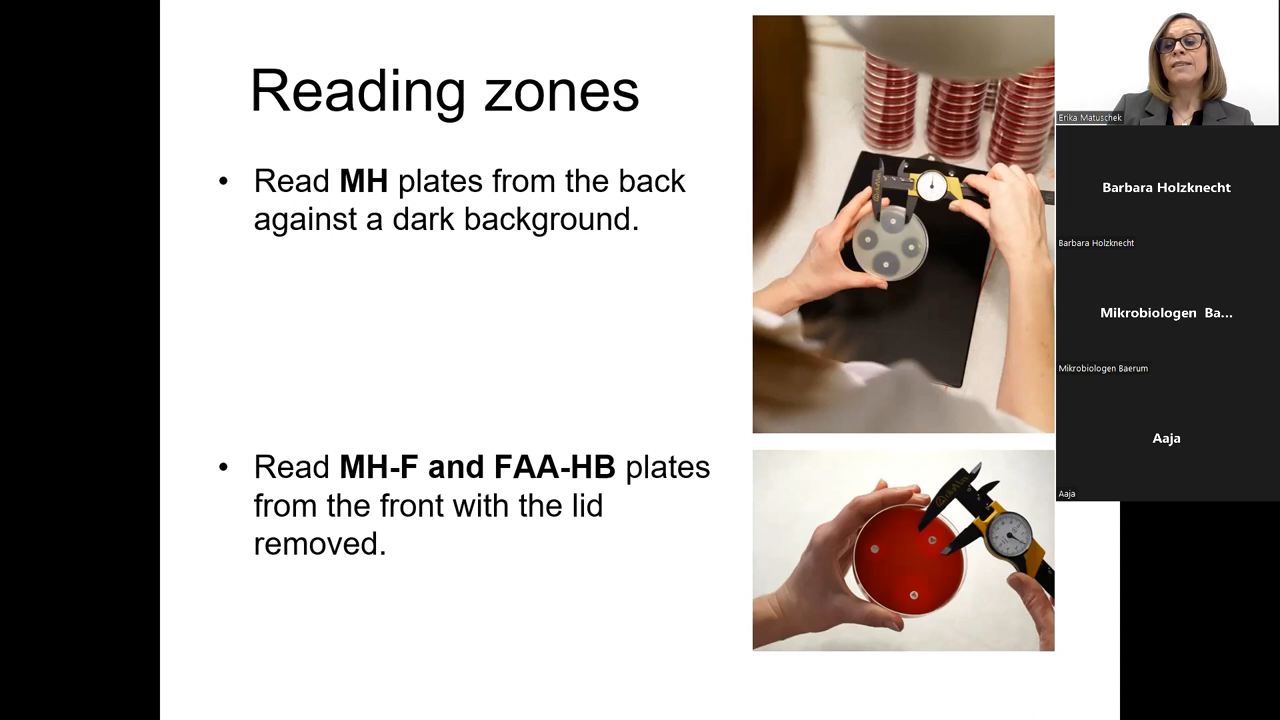 Reading zones
• Read MH plates from the back
against a dark background.
• Read MH-F and FAA-HB plates
from the front with the lid
removed.
Erika Matuschek
Barbara Holzknecht
Barbara Holzknecht
Mikrobiologen Ba...
Mikrobiologen Baerum
Aaja
Aaja